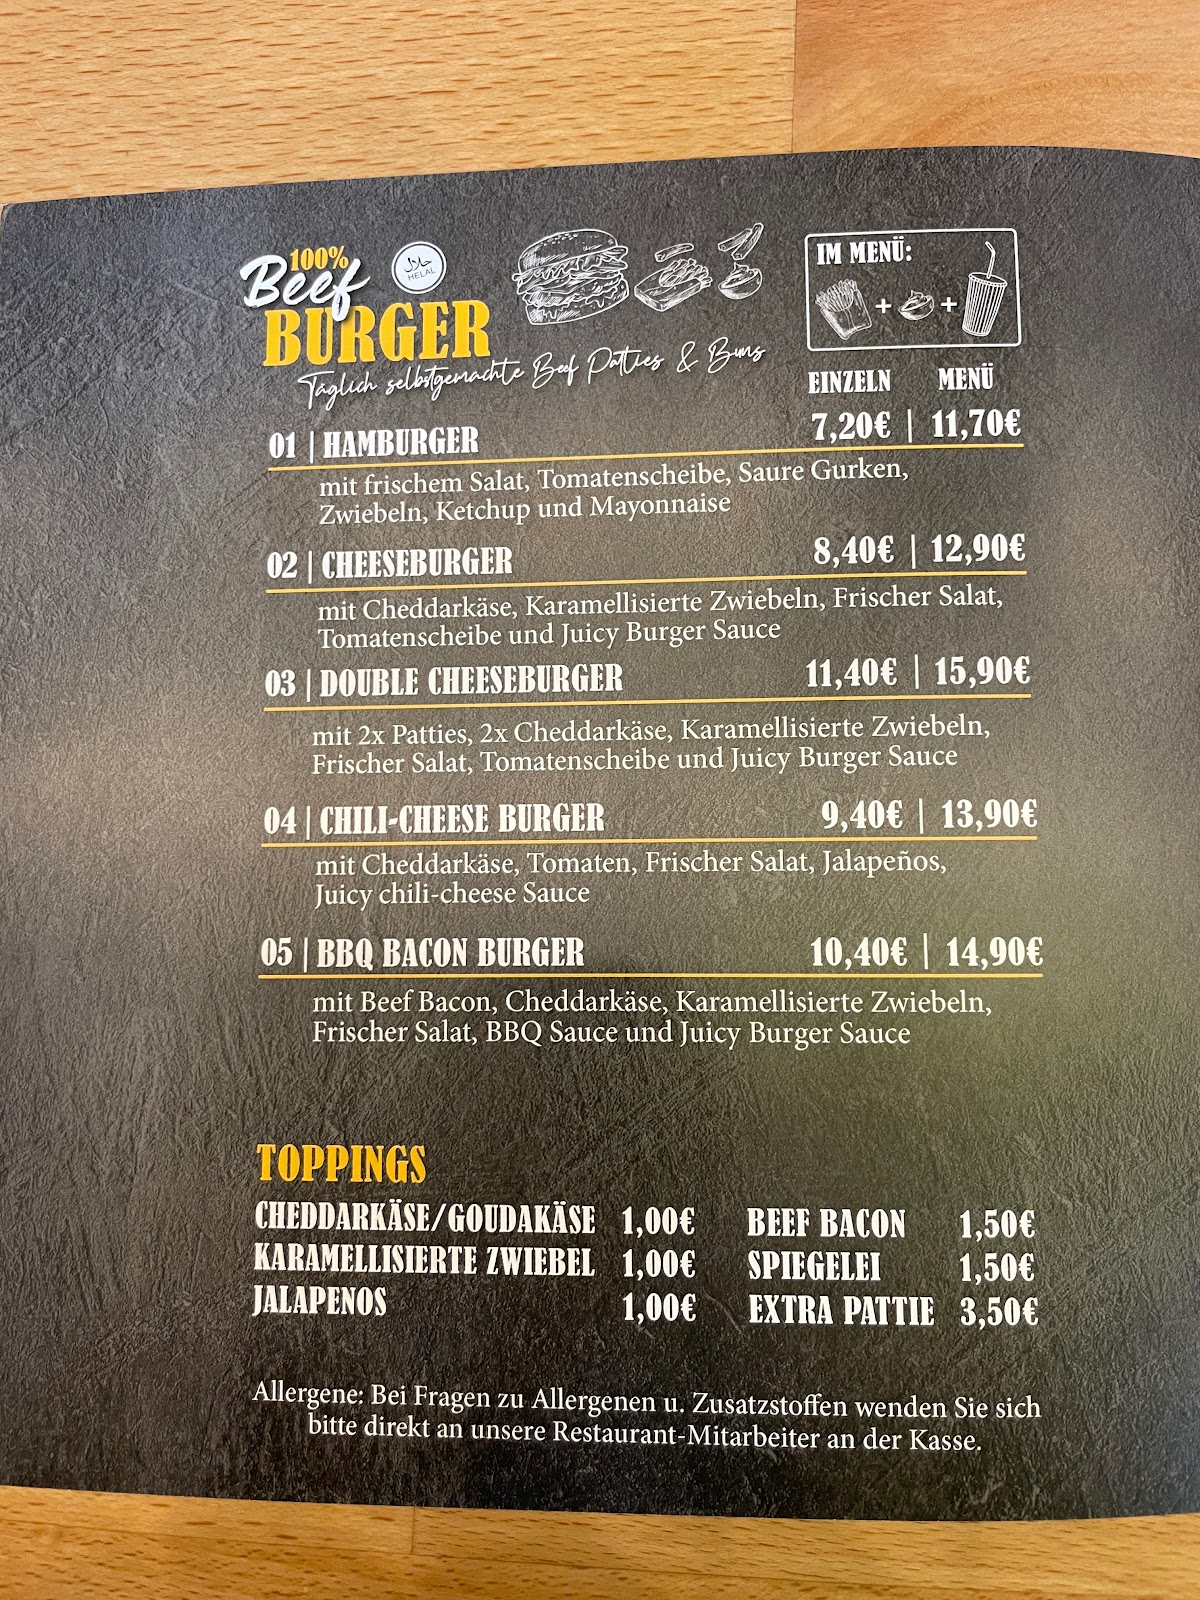 100%
Beef
BURGER
حلال
HELAL
Täglich selbstgemachte Beef Patties & Buns
IM MENÜ:
+ +
EINZELN MENÜ
01 | HAMBURGER 7,20€ | 11,70€
mit frischem Salat, Tomatenscheibe, Saure Gurken,
Zwiebeln, Ketchup und Mayonnaise
02 | CHEESEBURGER 8,40€ | 12,90€
mit Cheddarkäse, Karamellisierte Zwiebeln, Frischer Salat,
Tomatenscheibe und Juicy Burger Sauce
03 | DOUBLE CHEESEBURGER 11,40€ | 15,90€
mit 2x Patties, 2x Cheddarkäse, Karamellisierte Zwiebeln,
Frischer Salat, Tomatenscheibe und Juicy Burger Sauce
04 | CHILI-CHEESE BURGER 9,40€ | 13,90€
mit Cheddarkäse, Tomaten, Frischer Salat, Jalapeños,
Juicy chili-cheese Sauce
05 | BBQ BACON BURGER 10,40€ | 14,90€
mit Beef Bacon, Cheddarkäse, Karamellisierte Zwiebeln,
Frischer Salat, BBQ Sauce und Juicy Burger Sauce
TOPPINGS
CHEDDARKÄSE/GOUDAKÄSE 1,00€
KARAMELLISIERTE ZWIEBEL 1,00€
JALAPENOS 1,00€
BEEF BACON 1,50€
SPIEGELEI 1,50€
EXTRA PATTIE 3,50€
Allergene: Bei Fragen zu Allergenen u. Zusatzstoffen wenden Sie sich
bitte direkt an unsere Restaurant-Mitarbeiter an der Kasse.